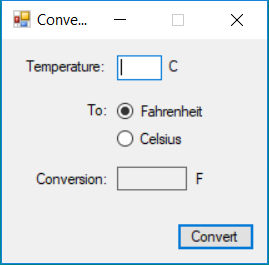 Conve...
Temperature: C
To: Fahrenheit
Celsius
Conversion: F
Convert